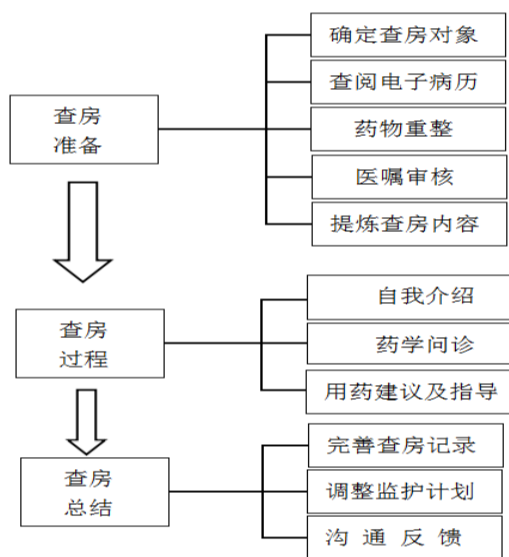 查房
准备
确定查房对象
查阅电子病历
药物重整
医嘱审核
提炼查房内容
查房
过程
自我介绍
药学问诊
用药建议及指导
查房
总结
完善查房记录
调整监护计划
沟 通 反 馈